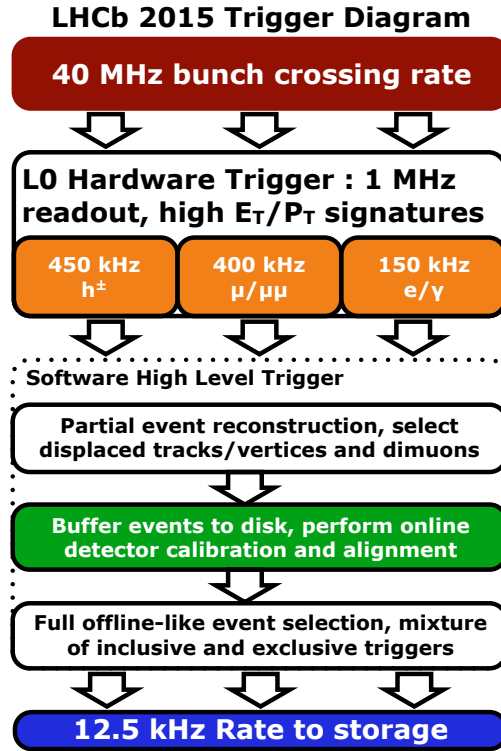 LHCb 2015 Trigger Diagram
40 MHz bunch crossing rate
L0 Hardware Trigger : 1 MHz
readout, high E_T/P_T signatures
450 kHz
h±
400 kHz
μ/μμ
150 kHz
e/γ
Software High Level Trigger
Partial event reconstruction, select
displaced tracks/vertices and dimuons
Buffer events to disk, perform online
detector calibration and alignment
Full offline-like event selection, mixture
of inclusive and exclusive triggers
12.5 kHz Rate to storage